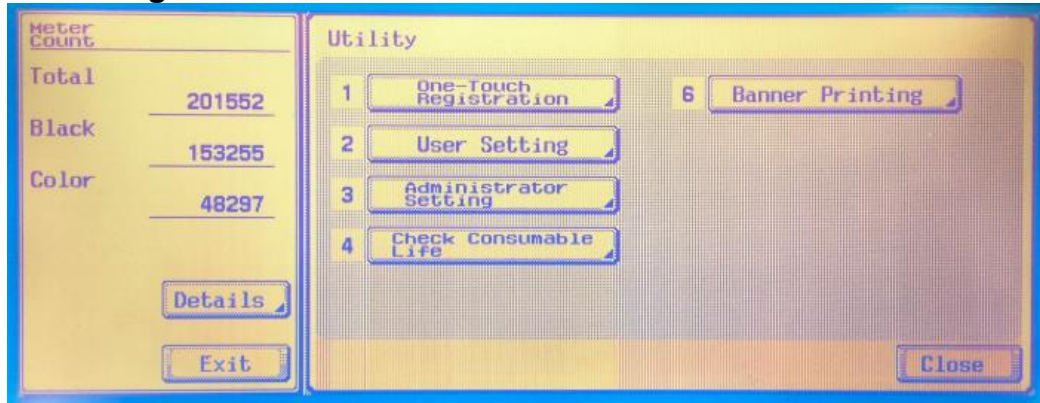 Meter
Count
Total
201552
Black
153255
Color
48297
Details
Exit
Utility
1 One-Touch
Registration
2 User Setting
3 Administrator
Setting
4 Check Consumable
Life
6 Banner Printing
Close